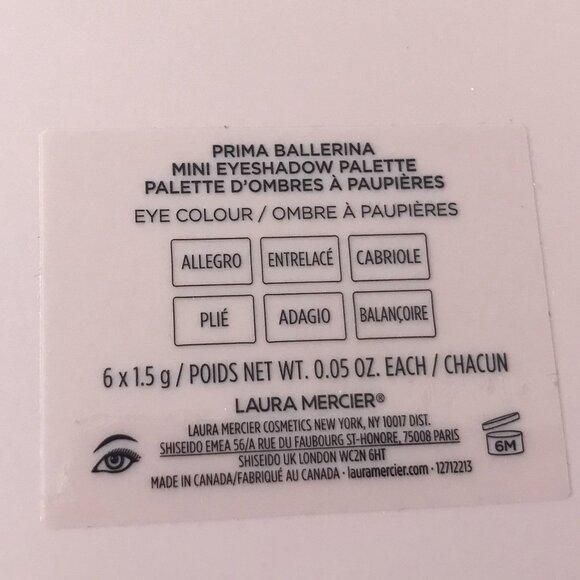 PRIMA BALLERINA
MINI EYESHADOW PALETTE
PALETTE D'OMBRES À PAUPIÈRES
EYE COLOUR / OMBRE À PAUPIÈRES
ALLEGRO ENTRELACÉ CABRIOLE
PLIÉ ADAGIO BALANÇOIRE
6 x 1.5 g / POIDS NET WT. 0.05 OZ. EACH / CHACUN
LAURA MERCIER®
LAURA MERCIER COSMETICS NEW YORK, NY 10017 DIST.
SHISEIDO EMEA 56/A RUE DU FAUBOURG ST-HONORE, 75008 PARIS
SHISEIDO UK LONDON WC2N 6HT
MADE IN CANADA/FABRIQUÉ AU CANADA · lauramercier.com · 12712213
6M